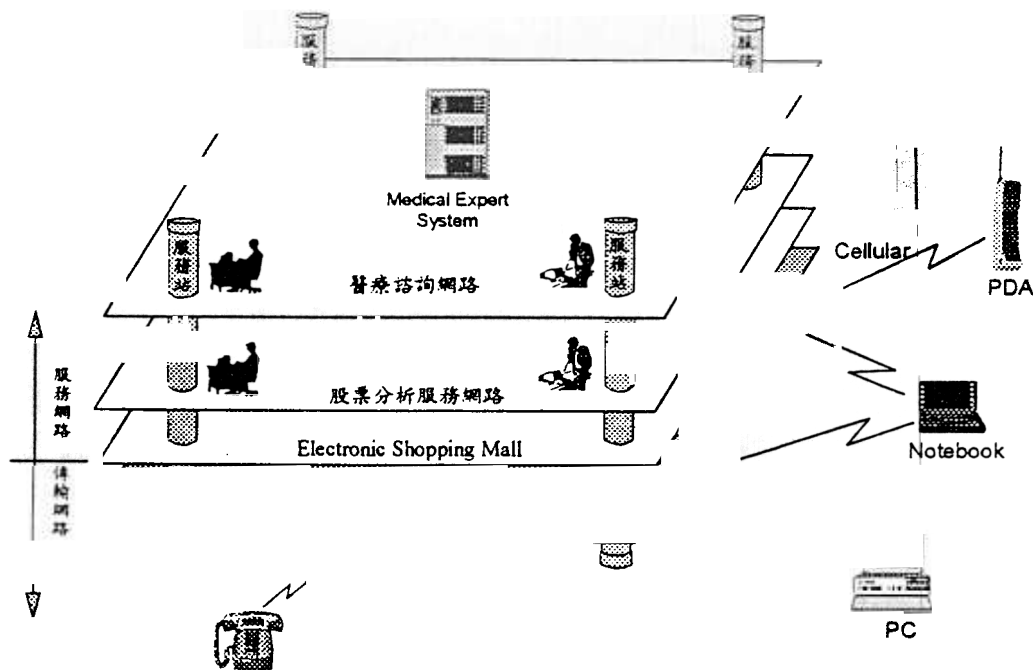 服務
服務
Medical Expert
System
服務站
服務站
醫療諮詢網路
Cellular
PDA
股票分析服務網路
服務網路
Electronic Shopping Mall
Notebook
傳輸網路
PC